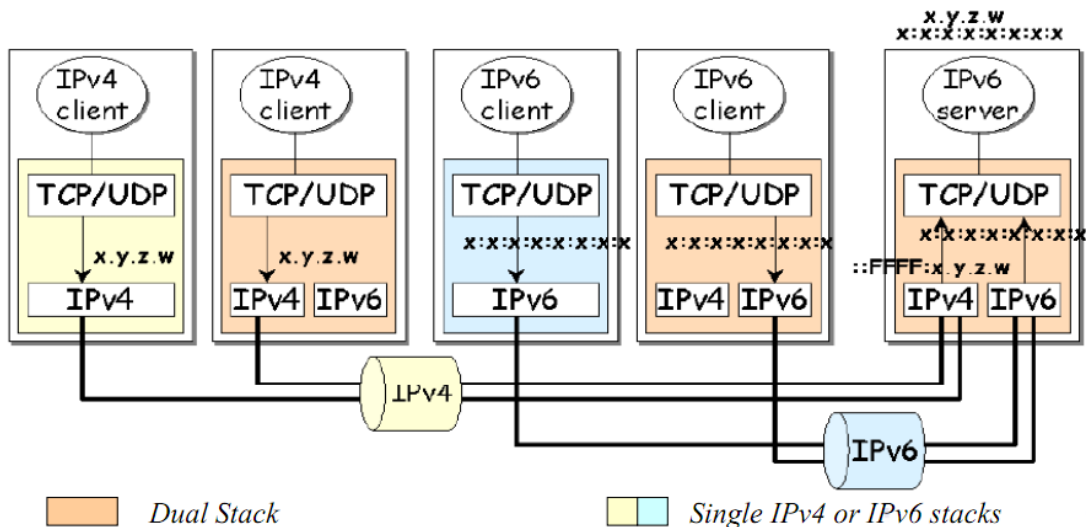 x.y.z.w
x:x:x:x:x:x:x:x
IPv4
client
IPv4
client
IPv6
client
IPv6
client
IPv6
server
TCP/UDP
TCP/UDP
TCP/UDP
TCP/UDP
TCP/UDP
x.y.z.w
x.y.z.w
x:x:x:x:x:x:x:x
x:x:x:x:x:x:x:x
x:x:x:x:x:x:x:x
::FFFF:x.y.z.w
IPv4
IPv4
IPv6
IPv6
IPv4
IPv6
IPv4
IPv6
IPv4
IPv6
Dual Stack
Single IPv4 or IPv6 stacks